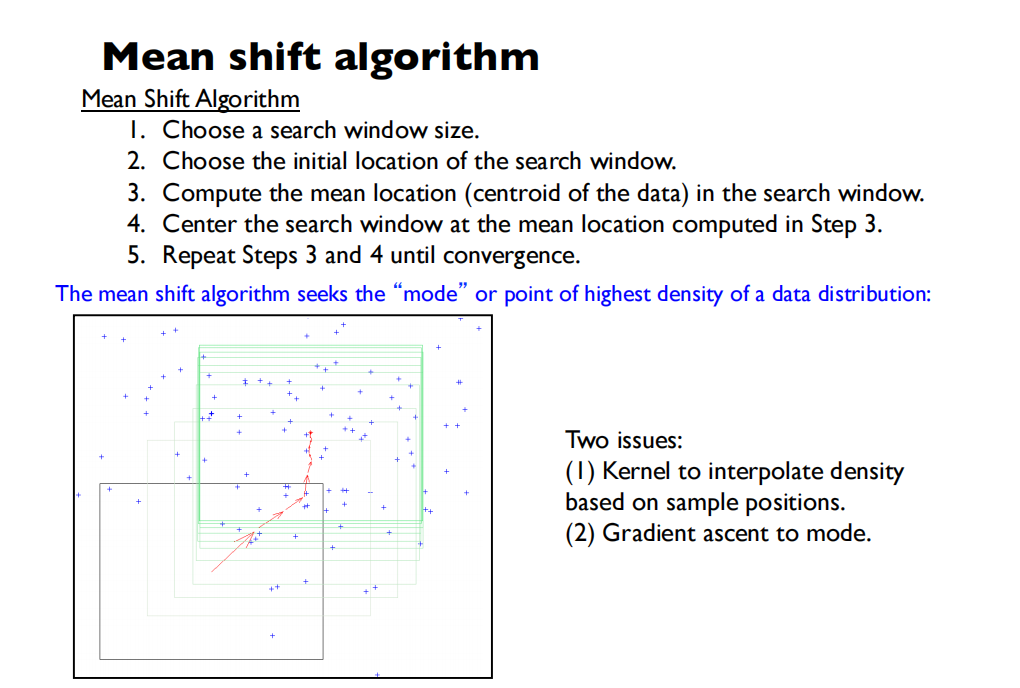 Mean shift algorithm
Mean Shift Algorithm
1. Choose a search window size.
2. Choose the initial location of the search window.
3. Compute the mean location (centroid of the data) in the search window.
4. Center the search window at the mean location computed in Step 3.
5. Repeat Steps 3 and 4 until convergence.
The mean shift algorithm seeks the “mode” or point of highest density of a data distribution:
Two issues:
(1) Kernel to interpolate density
based on sample positions.
(2) Gradient ascent to mode.